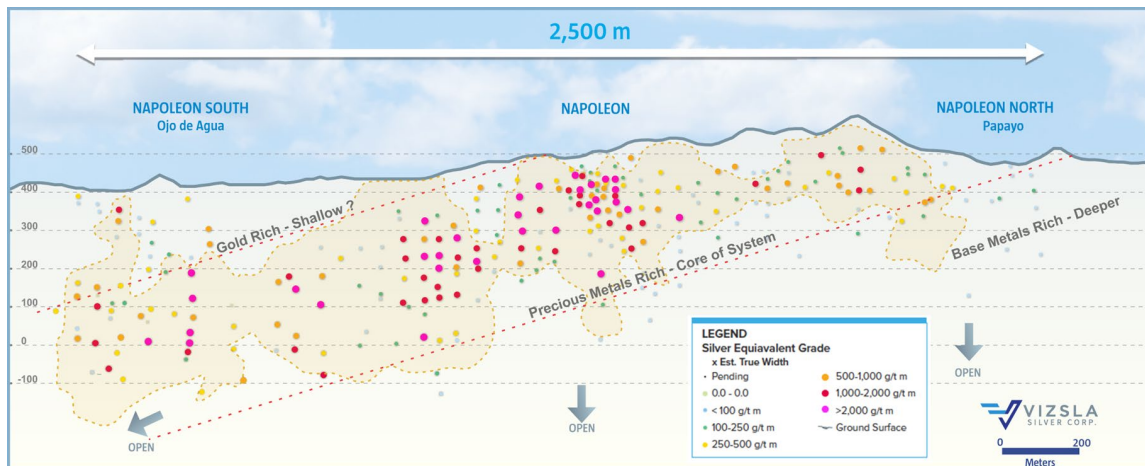 2,500 m
NAPOLEON SOUTH
Ojo de Agua
NAPOLEON
NAPOLEON NORTH
Papayo
500
400
300
200
100
0
-100
Gold Rich - Shallow ?
Precious Metals Rich - Core of System
Base Metals Rich - Deeper
OPEN
OPEN
OPEN
LEGEND
Silver Equiavalent Grade
x Est. True Width
Pending
0.0 - 0.0
<100 g/t m
100-250 g/t m
250-500 g/t m
500-1,000 g/t m
1,000-2,000 g/t m
>2,000 g/t m
Ground Surface
VIZSLA
SILVER CORP.
0 200
Meters